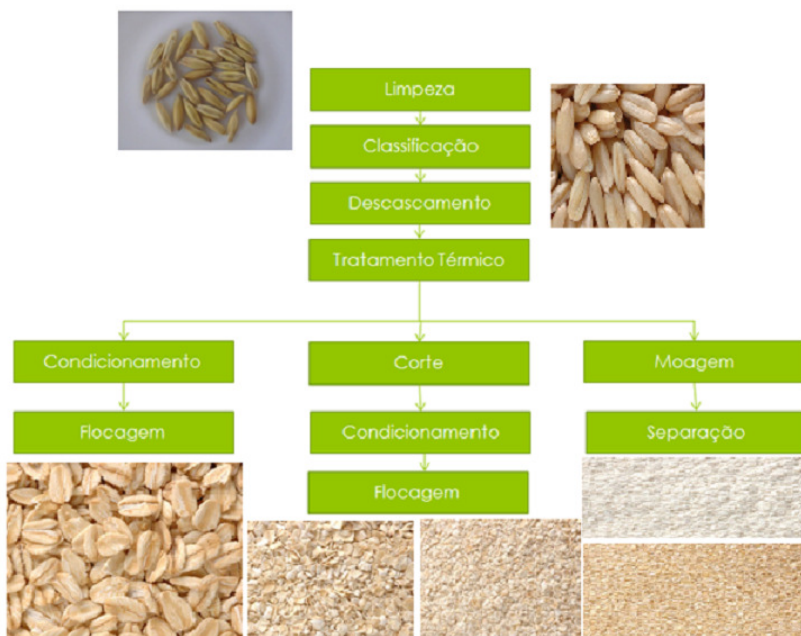 Limpeza
Classificação
Descascamento
Tratamento Térmico
Condicionamento
Corte
Moagem
Flocagem
Condicionamento
Separação
Flocagem